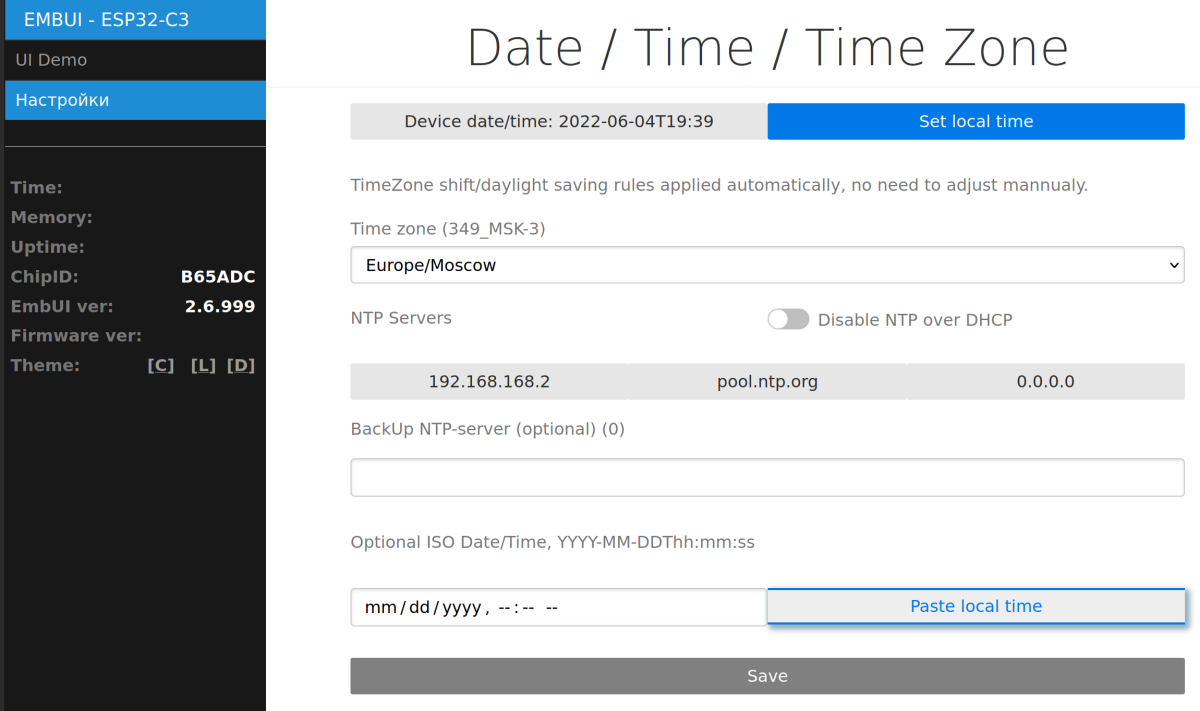 EMBUI - ESP32-C3
UI Demo
Настройки
Time:
Memory:
Uptime:
ChipID: B65ADC
EmbUI ver: 2.6.999
Firmware ver:
Theme: [C] [L] [D]
Date / Time / Time Zone
Device date/time: 2022-06-04T19:39 Set local time
TimeZone shift/daylight saving rules applied automatically, no need to adjust mannualy.
Time zone (349_MSK-3)
Europe/Moscow
NTP Servers Disable NTP over DHCP
192.168.168.2 pool.ntp.org 0.0.0.0
BackUp NTP-server (optional) (0)
Optional ISO Date/Time, YYYY-MM-DDThh:mm:ss
mm/dd/yyyy, --:-- -- Paste local time
Save